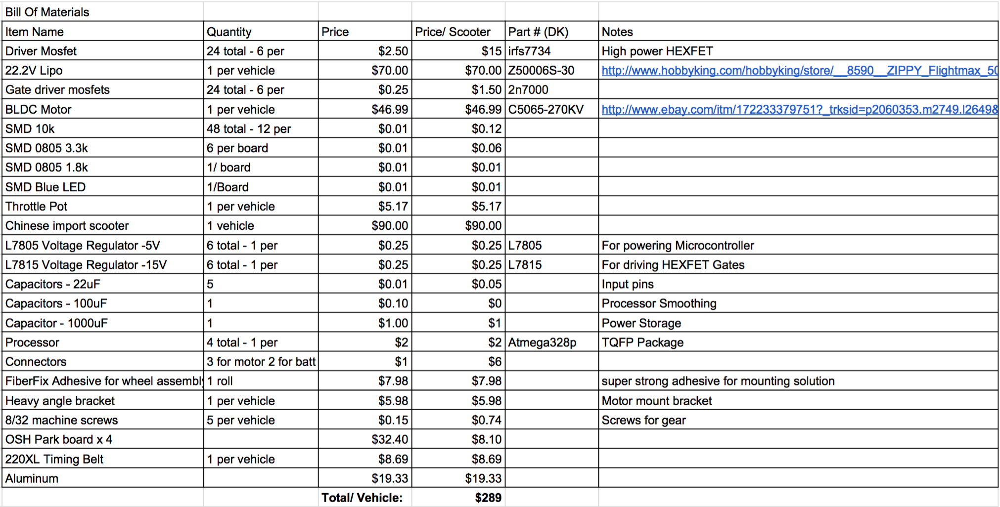 Bill Of Materials
Item Name Quantity Price Price/ Scooter Part # (DK) Notes
Driver Mosfet 24 total - 6 per $2.50 $15 irfs7734 High power HEXFET
22.2V Lipo 1 per vehicle $70.00 $70.00 Z50006S-30 http://www.hobbyking.com/hobbyking/store/__8590__ZIPPY_Flightmax_50
Gate driver mosfets 24 total - 6 per $0.25 $1.50 2n7000
BLDC Motor 1 per vehicle $46.99 $46.99 C5065-270KV http://www.ebay.com/itm/172233379751?_trksid=p2060353.m2749.l2649&
SMD 10k 48 total - 12 per $0.01 $0.12
SMD 0805 3.3k 6 per board $0.01 $0.06
SMD 0805 1.8k 1/ board $0.01 $0.01
SMD Blue LED 1/Board $0.01 $0.01
Throttle Pot 1 per vehicle $5.17 $5.17
Chinese import scooter 1 vehicle $90.00 $90.00
L7805 Voltage Regulator -5V 6 total - 1 per $0.25 $0.25 L7805 For powering Microcontroller
L7815 Voltage Regulator -15V 6 total - 1 per $0.25 $0.25 L7815 For driving HEXFET Gates
Capacitors - 22uF 5 $0.01 $0.05 Input pins
Capacitors - 100uF 1 $0.10 $0 Processor Smoothing
Capacitor - 1000uF 1 $1.00 $1 Power Storage
Processor 4 total - 1 per $2 $2 Atmega328p TQFP Package
Connectors 3 for motor 2 for batt $1 $6
FiberFix Adhesive for wheel assembly 1 roll $7.98 $7.98 super strong adhesive for mounting solution
Heavy angle bracket 1 per vehicle $5.98 $5.98 Motor mount bracket
8/32 machine screws 5 per vehicle $0.15 $0.74 Screws for gear
OSH Park board x 4 $32.40 $8.10
220XL Timing Belt 1 per vehicle $8.69 $8.69
Aluminum $19.33 $19.33
Total/ Vehicle: $289